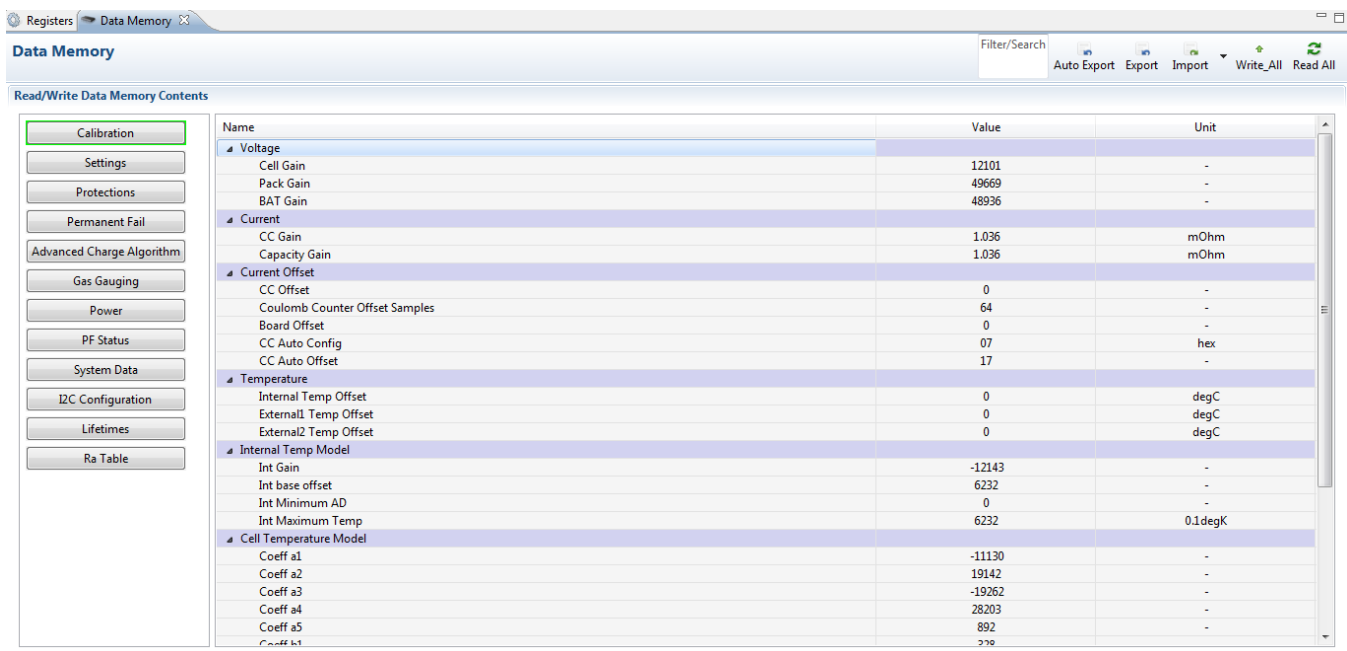 Registers Data Memory
Data Memory
Filter/Search
Auto Export Export Import Write_All Read All
Read/Write Data Memory Contents
Calibration
Settings
Protections
Permanent Fail
Advanced Charge Algorithm
Gas Gauging
Power
PF Status
System Data
I2C Configuration
Lifetimes
Ra Table
Name Value Unit
Voltage
Cell Gain 12101 -
Pack Gain 49669 -
BAT Gain 48936 -
Current
CC Gain 1.036 mOhm
Capacity Gain 1.036 mOhm
Current Offset
CC Offset 0 -
Coulomb Counter Offset Samples 64 -
Board Offset 0 -
CC Auto Config 07 hex
CC Auto Offset 17 -
Temperature
Internal Temp Offset 0 degC
External1 Temp Offset 0 degC
External2 Temp Offset 0 degC
Internal Temp Model
Int Gain -12143 -
Int base offset 6232 -
Int Minimum AD 0 -
Int Maximum Temp 6232 0.1degK
Cell Temperature Model
Coeff a1 -11130 -
Coeff a2 19142 -
Coeff a3 -19262 -
Coeff a4 28203 -
Coeff a5 892 -
Coeff b1 328